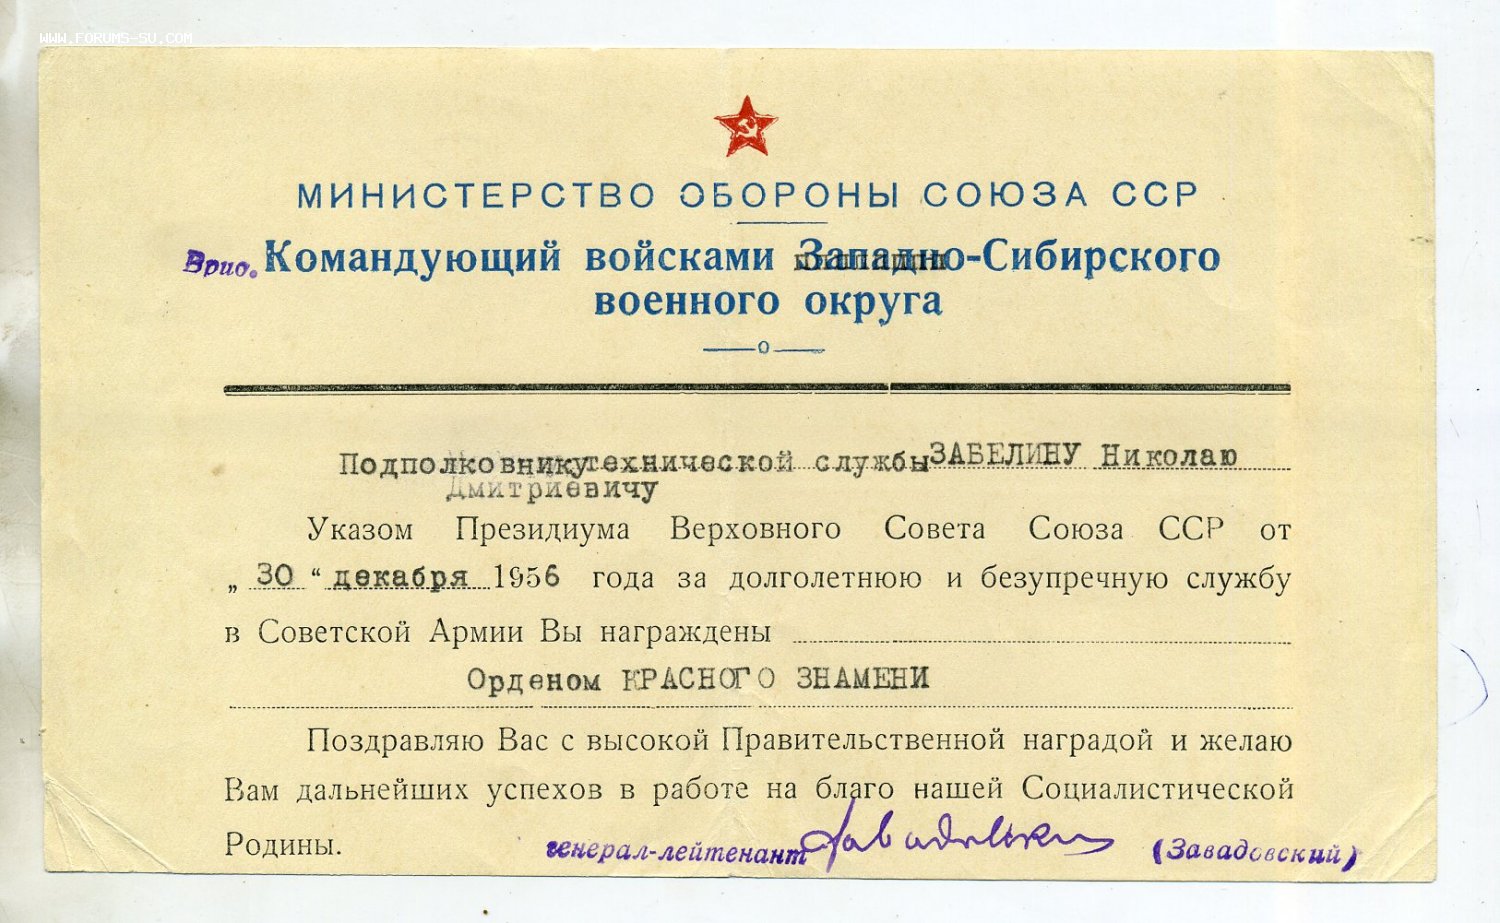 WWW.FORUMS-SU.COM
МИНИСТЕРСТВО ОБОРОНЫ СОЮЗА ССР
Врио. Командующий войсками Западно-Сибирского
военного округа
Подполковнику технической службы ЗАБЕЛИНУ Николаю
Дмитриевичу
Указом Президиума Верховного Совета Союза ССР от
„ 30 “ декабря 1956 года за долголетнюю и безупречную службу
в Советской Армии Вы награждены
Орденом КРАСНОГО ЗНАМЕНИ
Поздравляю Вас с высокой Правительственной наградой и желаю
Вам дальнейших успехов в работе на благо нашей Социалистической
Родины.
генерал-лейтенант Завадовский (Завадовский)